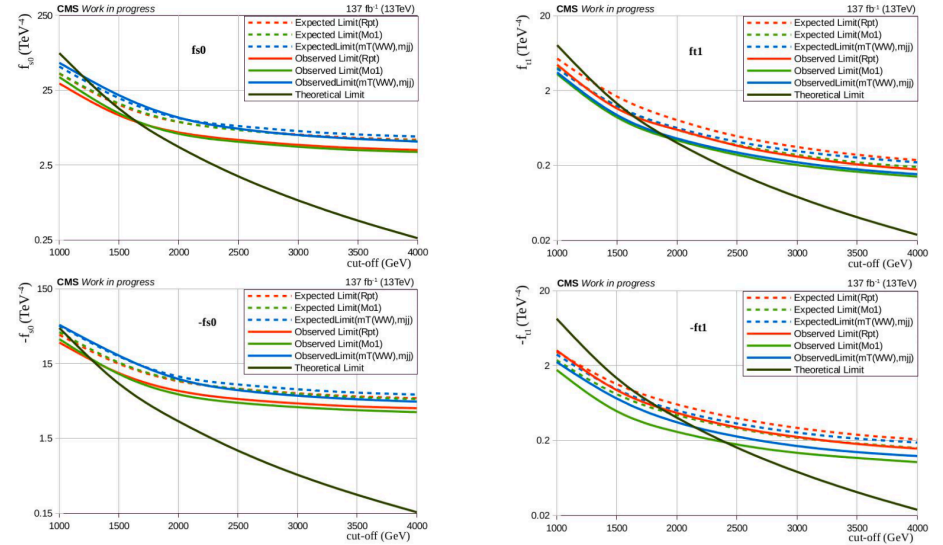 CMS Work in progress 137 fb⁻¹ (13TeV)
250
25
2.5
0.25
f_s0 (TeV⁻⁴)
fs0
Expected Limit(Rpt)
Expected Limit(Mo1)
ExpectedLimit(mT(WW),mjj)
Observed Limit(Rpt)
Observed Limit(Mo1)
ObservedLimit(mT(WW),mjj)
Theoretical Limit
1000 1500 2000 2500 3000 3500 4000
cut-off (GeV)
CMS Work in progress 137 fb⁻¹ (13TeV)
20
2
0.2
0.02
f_t1 (TeV⁻⁴)
ft1
Expected Limit(Rpt)
Expected Limit(Mo1)
ExpectedLimit(mT(WW),mjj)
Observed Limit(Rpt)
Observed Limit(Mo1)
ObservedLimit(mT(WW),mjj)
Theoretical Limit
1000 1500 2000 2500 3000 3500 4000
cut-off (GeV)
CMS Work in progress 137 fb⁻¹ (13TeV)
150
15
1.5
0.15
-f_s0 (TeV⁻⁴)
-fs0
Expected Limit(Rpt)
Expected Limit(Mo1)
ExpectedLimit(mT(WW),mjj)
Observed Limit(Rpt)
Observed Limit(Mo1)
ObservedLimit(mT(WW),mjj)
Theoretical Limit
1000 1500 2000 2500 3000 3500 4000
cut-off (GeV)
CMS Work in progress 137 fb⁻¹ (13TeV)
20
2
0.2
0.02
-f_t1 (TeV⁻⁴)
-ft1
Expected Limit(Rpt)
Expected Limit(Mo1)
ExpectedLimit(mT(WW),mjj)
Observed Limit(Rpt)
Observed Limit(Mo1)
ObservedLimit(mT(WW),mjj)
Theoretical Limit
1000 1500 2000 2500 3000 3500 4000
cut-off (GeV)